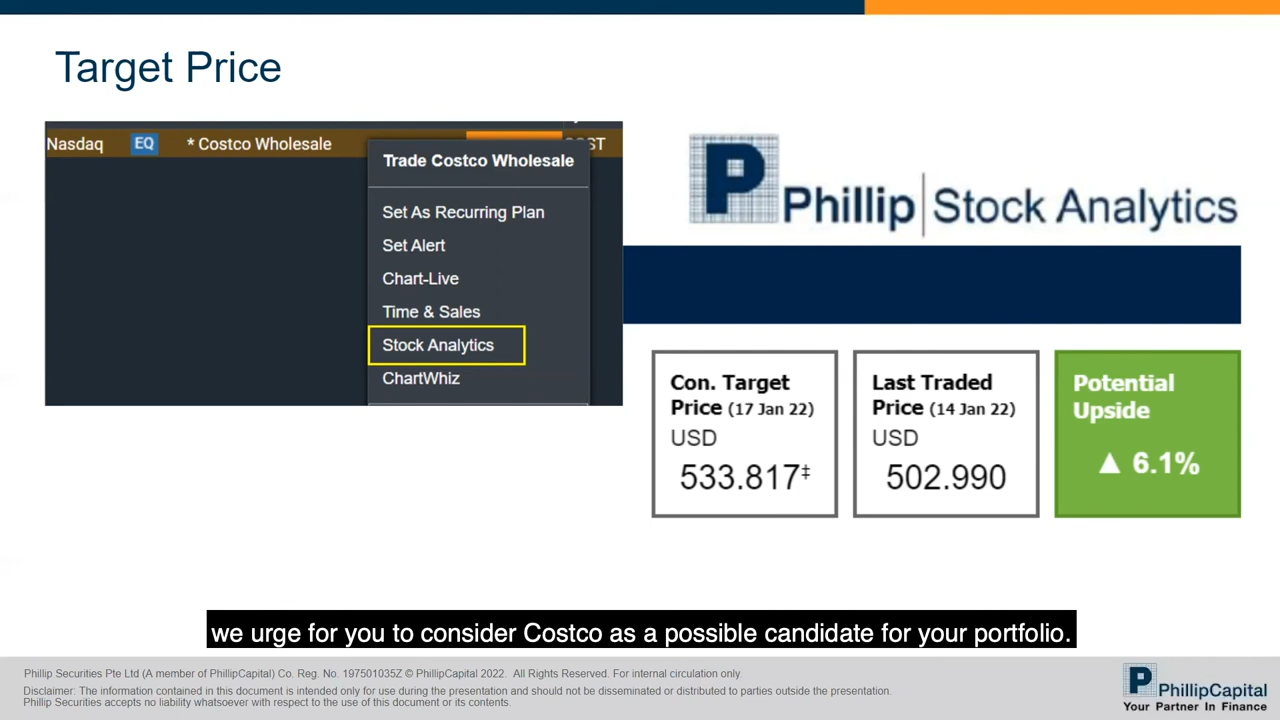 Target Price
Nasdaq EQ * Costco Wholesale
Trade Costco Wholesale
Set As Recurring Plan
Set Alert
Chart-Live
Time & Sales
Stock Analytics
ChartWhiz
Phillip Stock Analytics
Con. Target
Price (17 Jan 22)
USD
533.817‡
Last Traded
Price (14 Jan 22)
USD
502.990
Potential
Upside
▲ 6.1%
we urge for you to consider Costco as a possible candidate for your portfolio.
Phillip Securities Pte Ltd (A member of PhillipCapital) Co. Reg. No. 197501035Z © PhillipCapital 2022. All Rights Reserved. For internal circulation only
Disclaimer: The information contained in this document is intended only for use during the presentation and should not be disseminated or distributed to parties outside the presentation.
Phillip Securities accepts no liability whatsoever with respect to the use of this document or its contents.
PhillipCapital
Your Partner In Finance